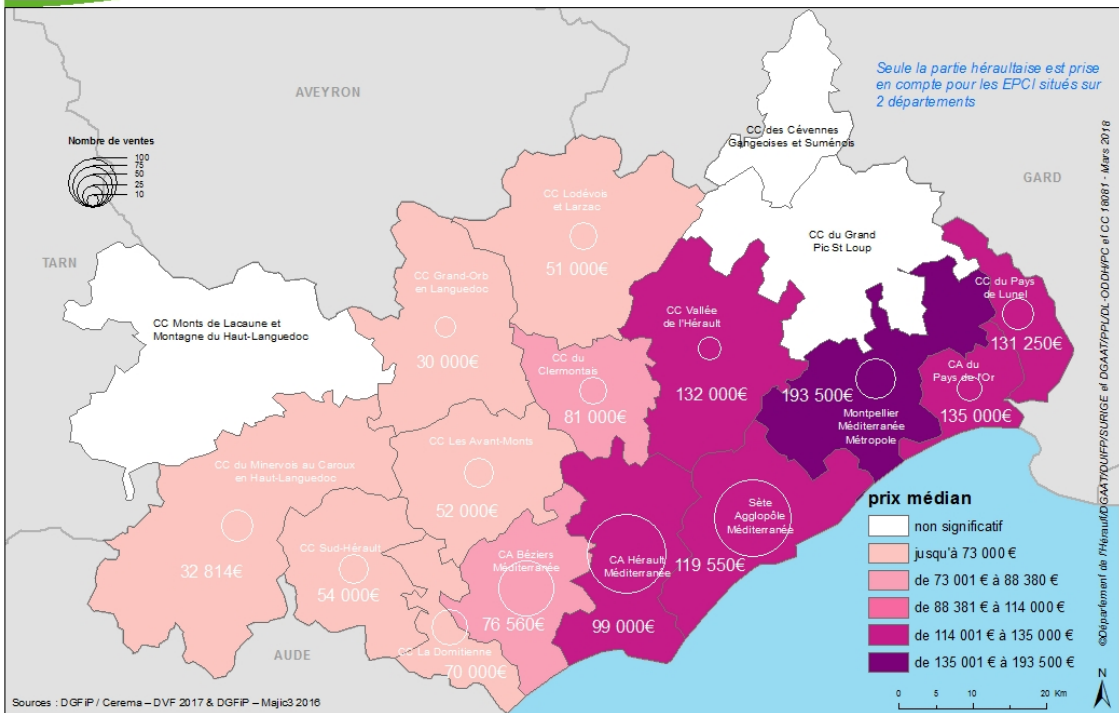 Seule la partie héraultaise est prise
en compte pour les EPCI situés sur
2 départements
AVEYRON
Nombre de ventes
100
75
50
25
10
CC des Cévennes
Gangeoises et Suménois
GARD
CC Lodévois
et Larzac
51 000€
CC du Grand
Pic St Loup
TARN
CC Grand-Orb
en Languedoc
30 000€
CC du Pays
de Lunel
131 250€
CC Monts de Lacaune et
Montagne du Haut-Languedoc
CC Vallée
de l'Hérault
132 000€
CC du
Clermontais
81 000€
CA du
Pays de l'Or
135 000€
193 500€
Montpellier
Méditerranée
Métropole
CC Les Avant-Monts
52 000€
CC du Minervois au Caroux
en Haut-Languedoc
32 814€
Sète
Agglopôle
Méditerranée
119 550€
CC Sud-Hérault
54 000€
CA Béziers
Méditerranée
76 560€
CA Hérault
Méditerranée
99 000€
CC La Domitienne
70 000€
AUDE
prix médian
non significatif
jusqu'à 73 000 €
de 73 001 € à 88 380 €
de 88 381 € à 114 000 €
de 114 001 € à 135 000 €
de 135 001 € à 193 500 €
N
0 5 10 20 Km
Sources : DGFiP / Cerema – DVF 2017 & DGFiP – Majic3 2016
©Département de l'Hérault/DGAAT/DUIFP/SURIGE et DGAAT/PPL/DL-ODDH/PC et CC 18081 - Mars 2018